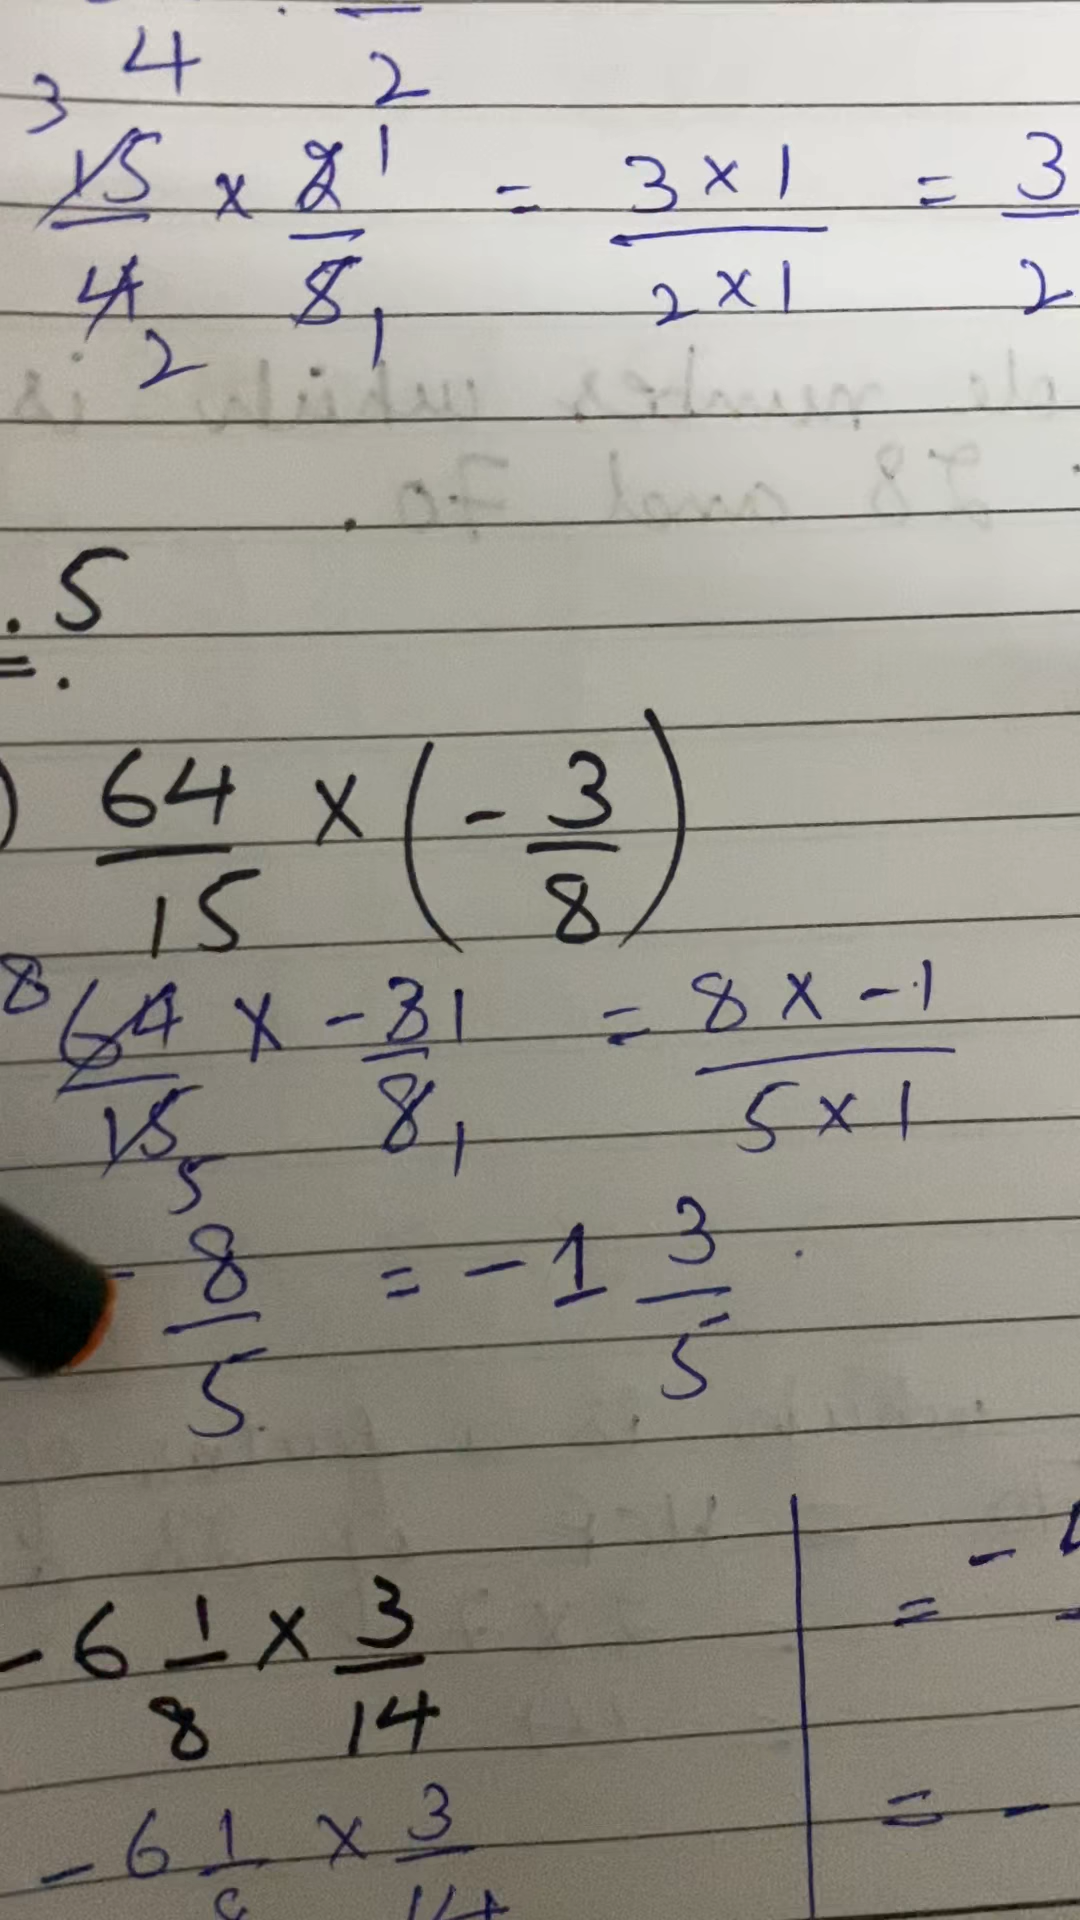 4 2
3 15/4 2 × 2/8 1 1 = 3 × 1 / 2 × 1 = 3/2
. 5
) 64/15 × (- 3/8)
8 64/15 5 × -3/8 1 1 = 8 × -1 / 5 × 1
- 8/5 = -1 3/5
- 6 1/8 × 3/14
- 6 1/8 × 3/14
= -
= -